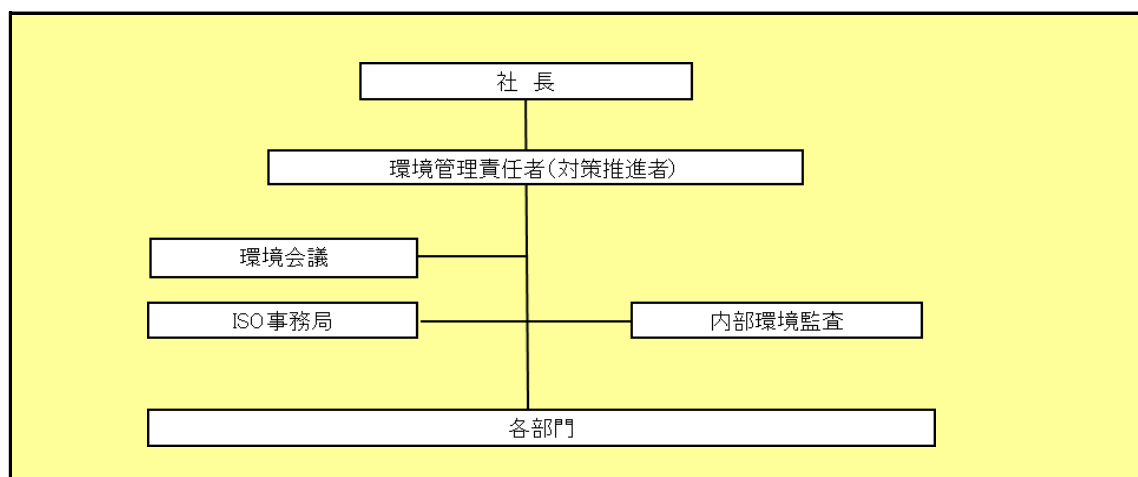 社 長
環境管理責任者(対策推進者)
環境会議
ISO事務局
内部環境監査
各部門